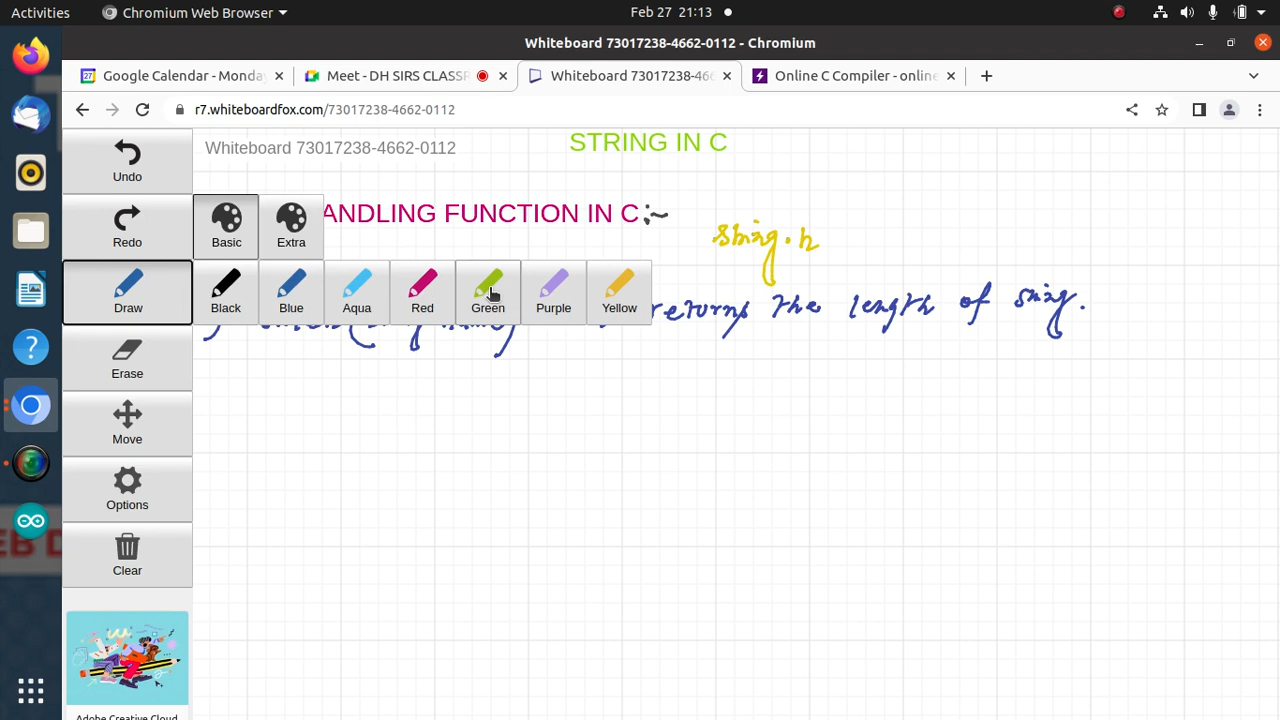 Activities Chromium Web Browser Feb 27 21:13
Whiteboard 73017238-4662-0112 - Chromium
27 Google Calendar - Monda Meet - DH SIRS CLASSR Whiteboard 73017238-46 Online C Compiler - online
r7.whiteboardfox.com/73017238-4662-0112
Whiteboard 73017238-4662-0112
STRING IN C
ANDLING FUNCTION IN C :~
string.h
returns the length of string.
Undo
Redo
Basic Extra
Draw Black Blue Aqua Red Green Purple Yellow
Erase
Move
Options
Clear
Adobe Creative Cloud